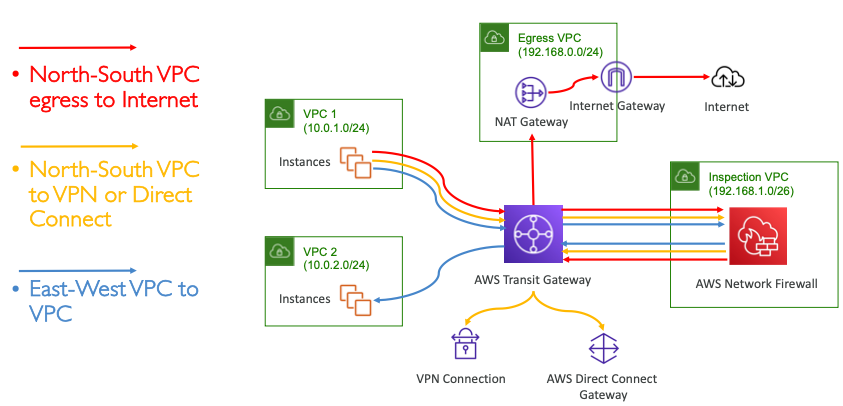 • North-South VPC
egress to Internet
• North-South VPC
to VPN or Direct
Connect
• East-West VPC to
VPC
Egress VPC
(192.168.0.0/24)
Internet Gateway
Internet
NAT Gateway
VPC 1
(10.0.1.0/24)
Instances
Inspection VPC
(192.168.1.0/26)
VPC 2
(10.0.2.0/24)
Instances
AWS Transit Gateway
AWS Network Firewall
VPN Connection
AWS Direct Connect
Gateway